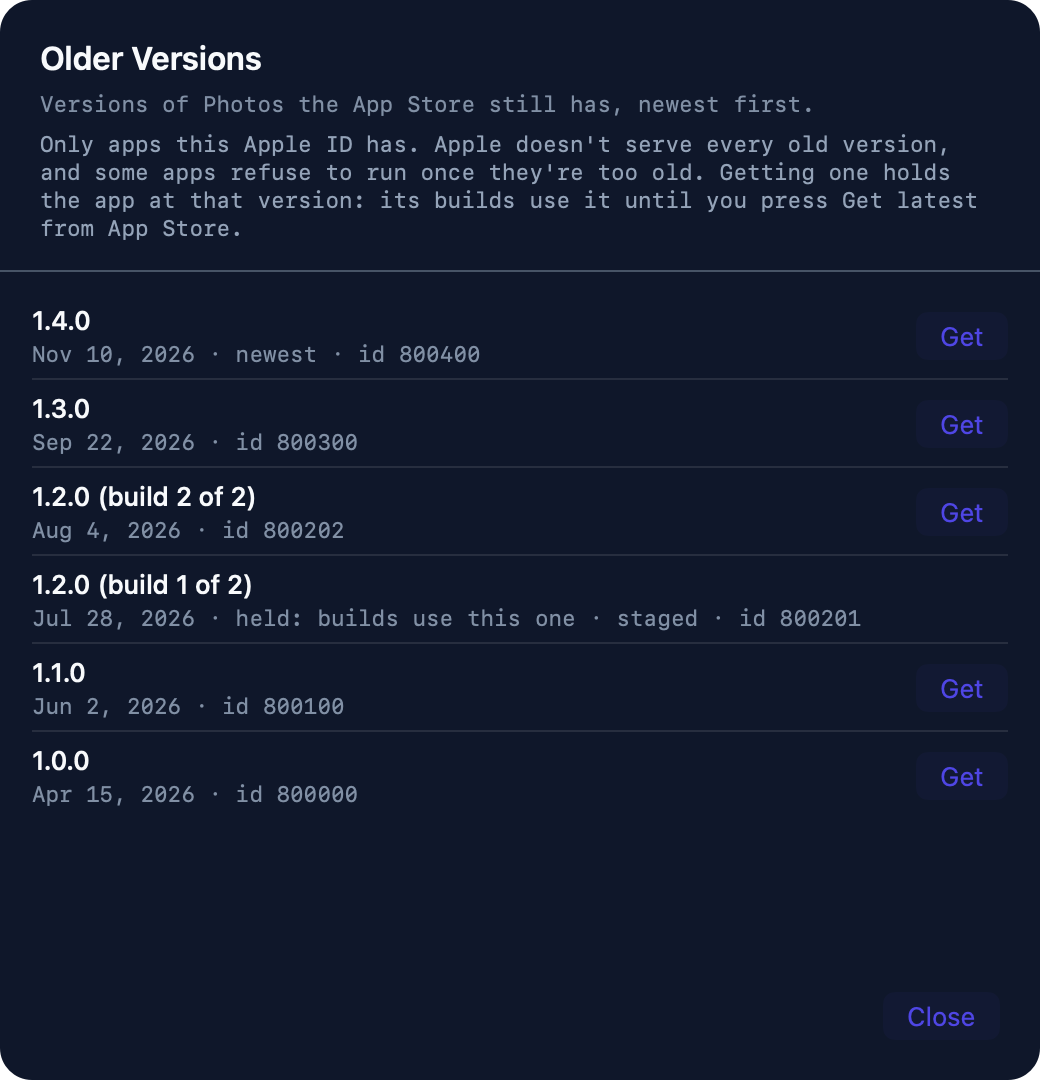 Older Versions
Versions of Photos the App Store still has, newest first.
Only apps this Apple ID has. Apple doesn't serve every old version,
and some apps refuse to run once they're too old. Getting one holds
the app at that version: its builds use it until you press Get latest
from App Store.
1.4.0
Nov 10, 2026 · newest · id 800400
Get
1.3.0
Sep 22, 2026 · id 800300
Get
1.2.0 (build 2 of 2)
Aug 4, 2026 · id 800202
Get
1.2.0 (build 1 of 2)
Jul 28, 2026 · held: builds use this one · staged · id 800201
1.1.0
Jun 2, 2026 · id 800100
Get
1.0.0
Apr 15, 2026 · id 800000
Get
Close